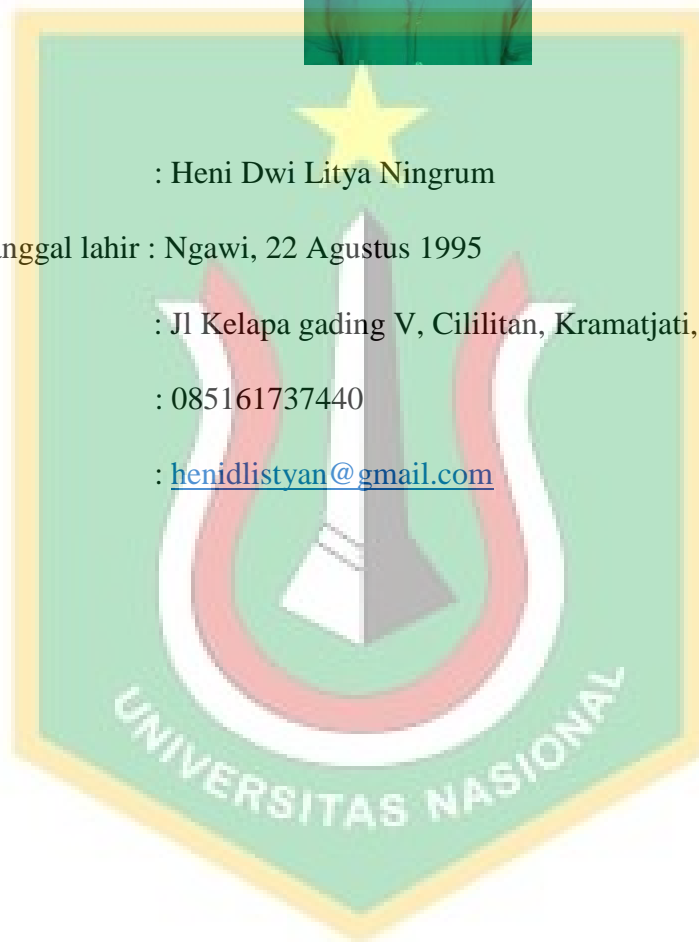 : Heni Dwi Litya Ningrum
anggal lahir : Ngawi, 22 Agustus 1995
: Jl Kelapa gading V, Cililitan, Kramatjati,
: 085161737440
: henidlistyan@gmail.com
UNIVERSITAS NASIONAL